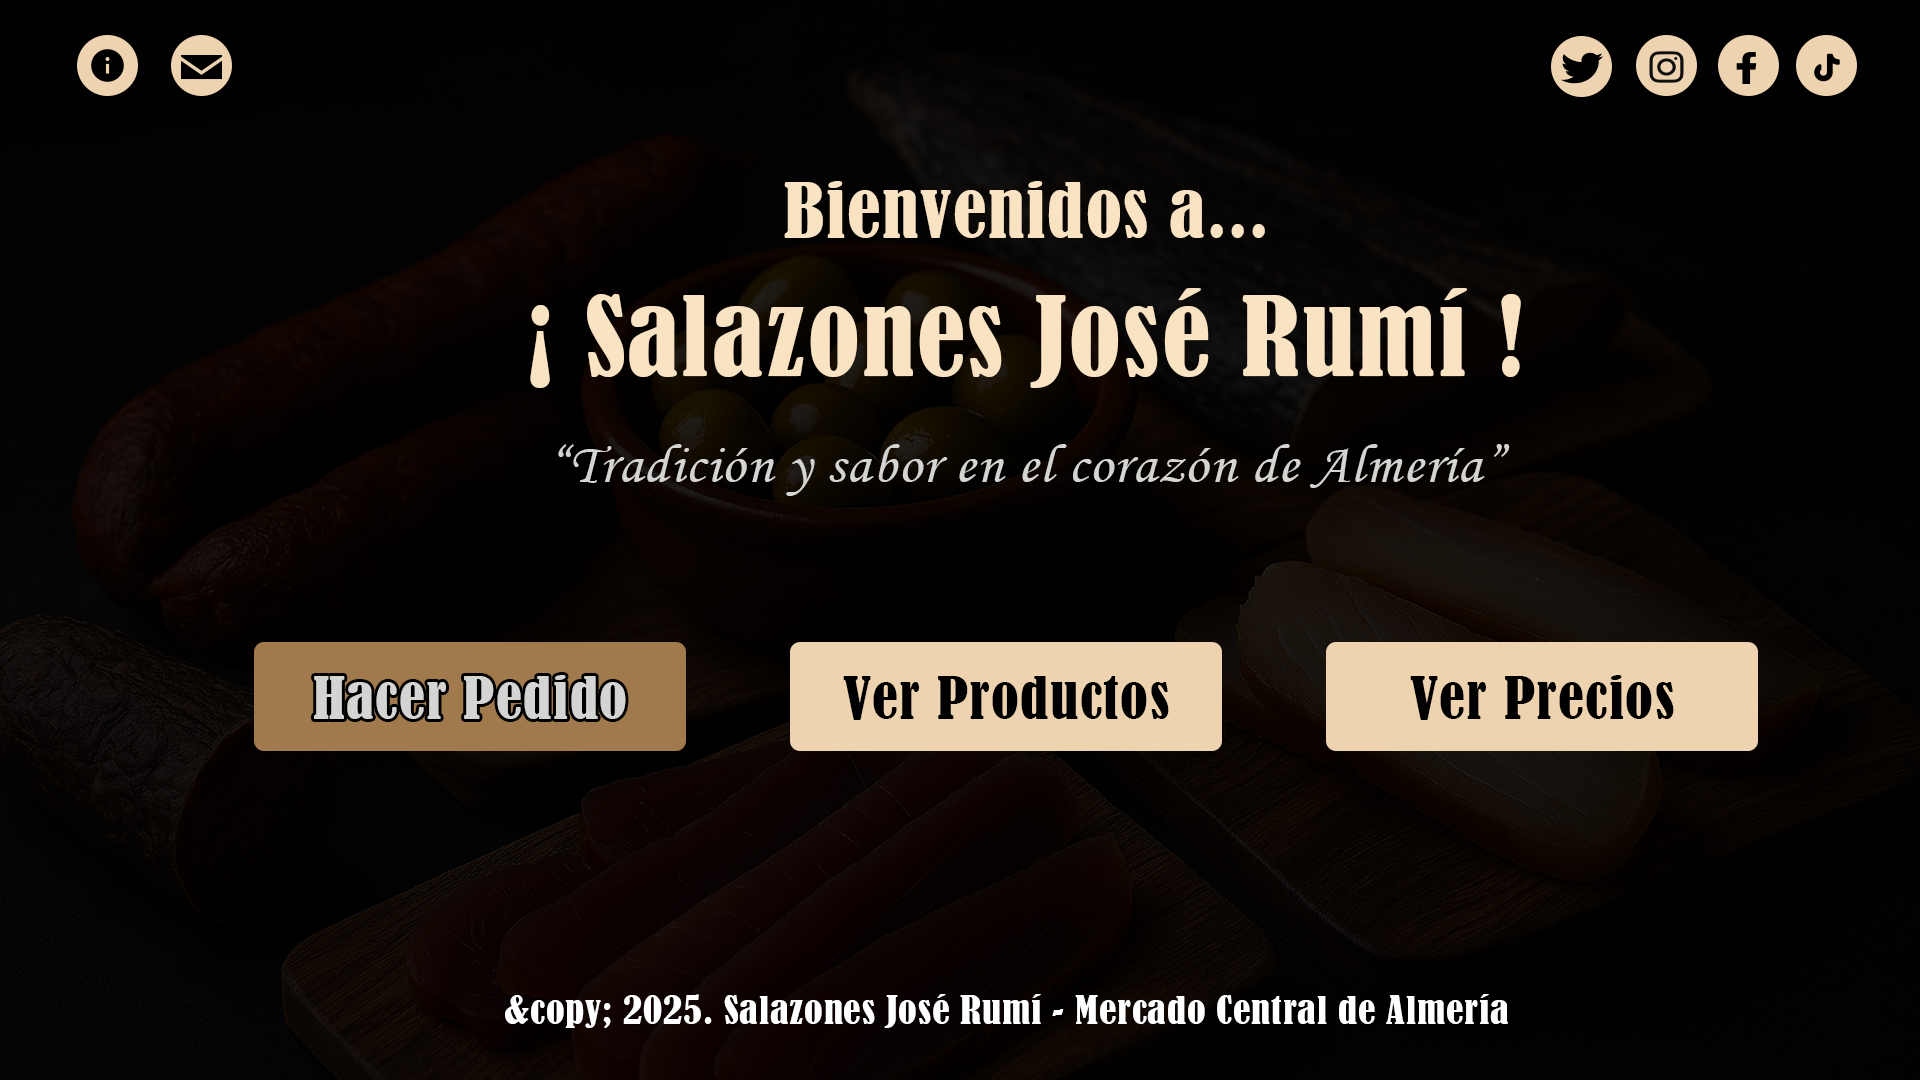 Bienvenidos a...
¡ Salazones José Rumí !
“Tradición y sabor en el corazón de Almería”
Hacer Pedido
Ver Productos
Ver Precios
&copy; 2025. Salazones José Rumí - Mercado Central de Almería